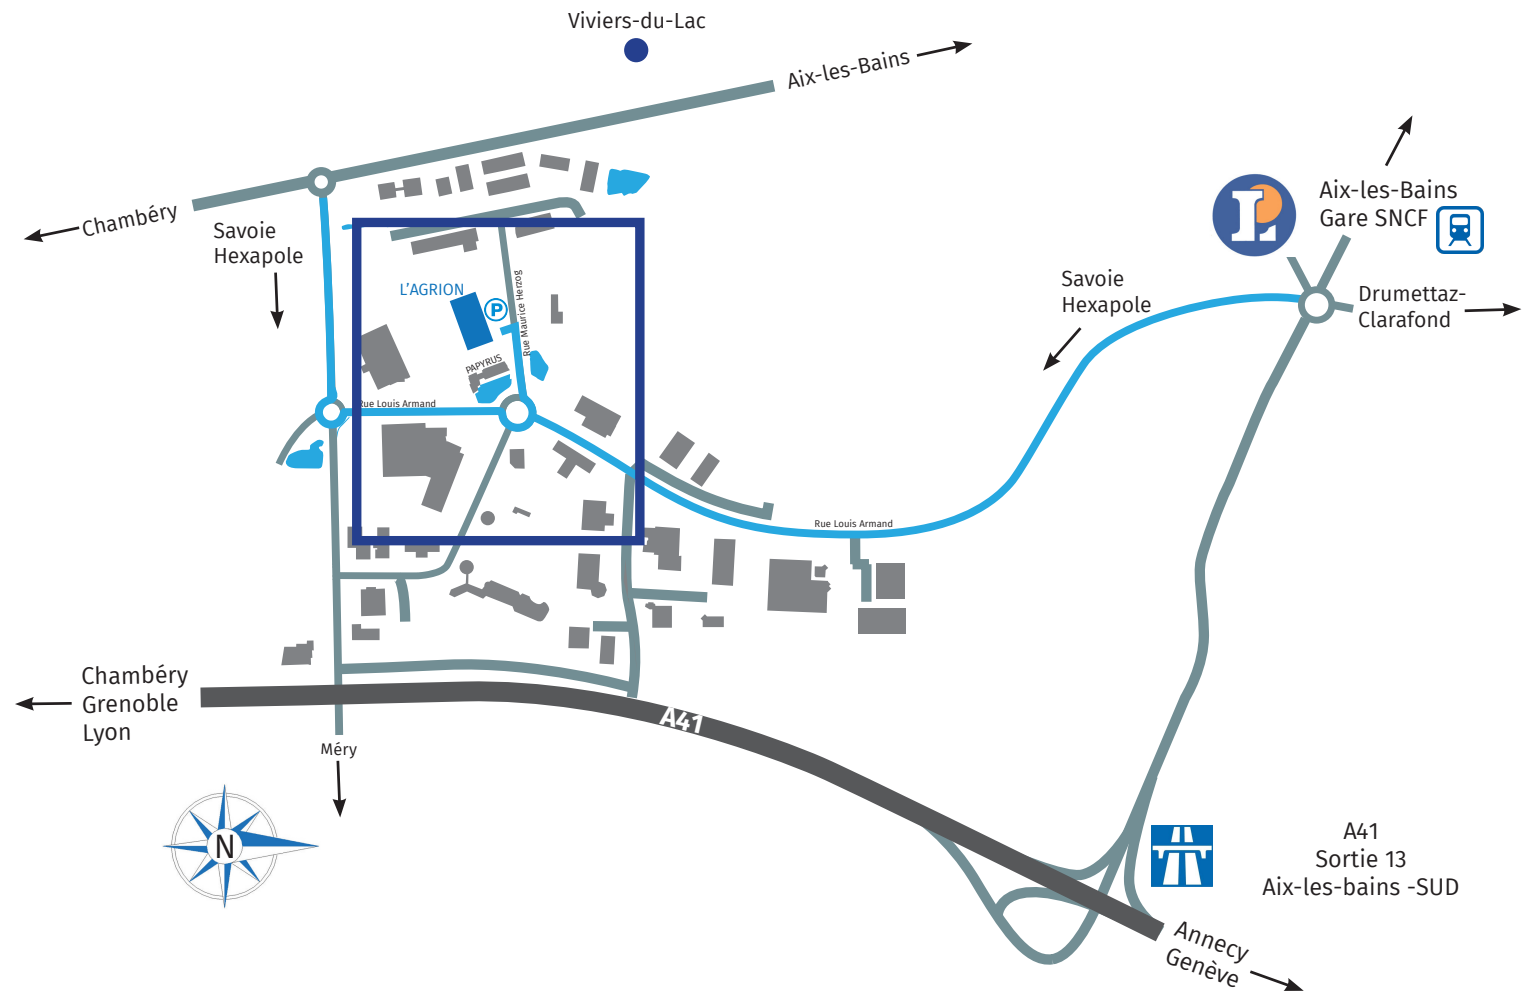 Viviers-du-Lac
Aix-les-Bains
Chambéry
Savoie
Hexapole
Aix-les-Bains
Gare SNCF
L
Drumettaz-
Clarafond
Savoie
Hexapole
L'AGRION
P
Rue Maurice Herzog
PAPYRUS
Rue Louis Armand
Rue Louis Armand
Chambéry
Grenoble
Lyon
A41
Méry
N
A41
Sortie 13
Aix-les-bains -SUD
Annecy
Genève